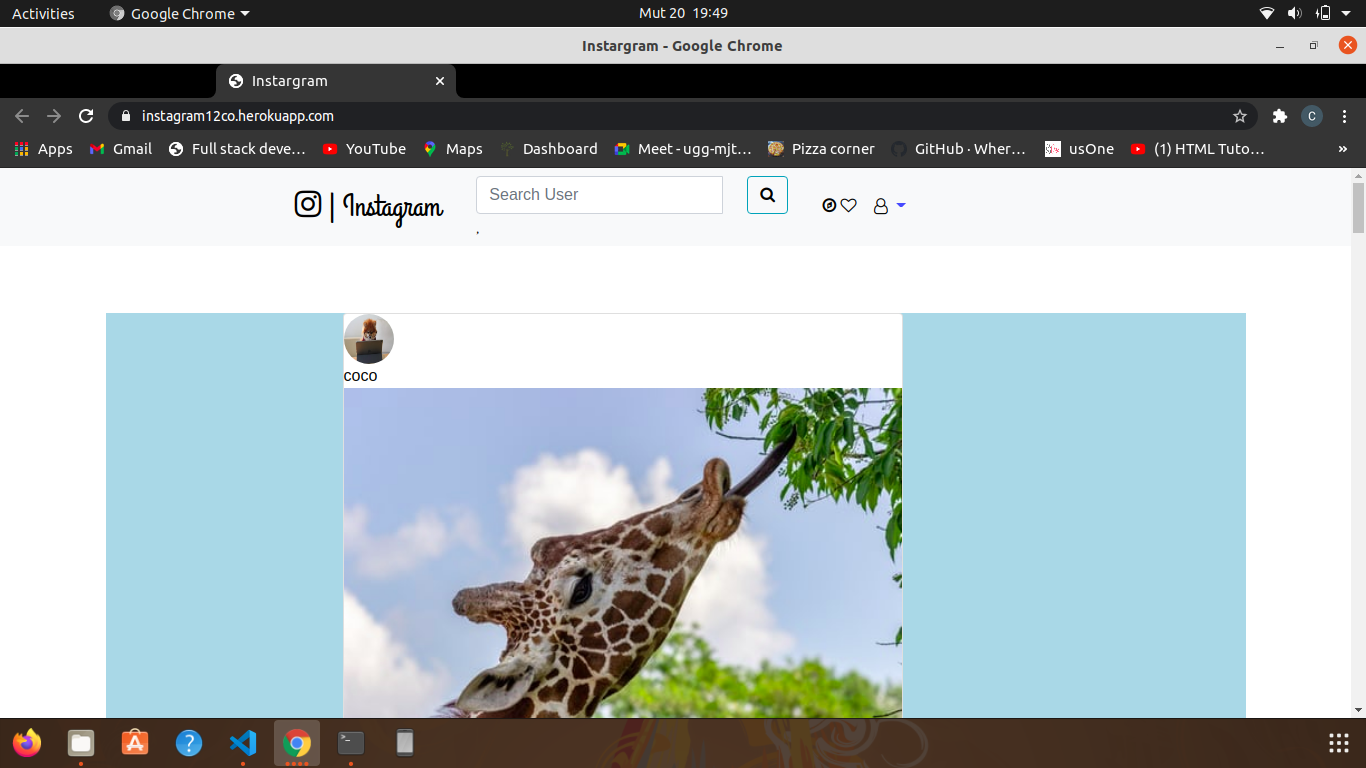 Activities Google Chrome Mut 20 19:49
Instargram - Google Chrome
Instargram
instagram12co.herokuapp.com C
Apps Gmail Full stack deve… YouTube Maps Dashboard Meet - ugg-mjt… Pizza corner GitHub · Wher… usOne (1) HTML Tuto… »
| Instagram Search User
,
coco